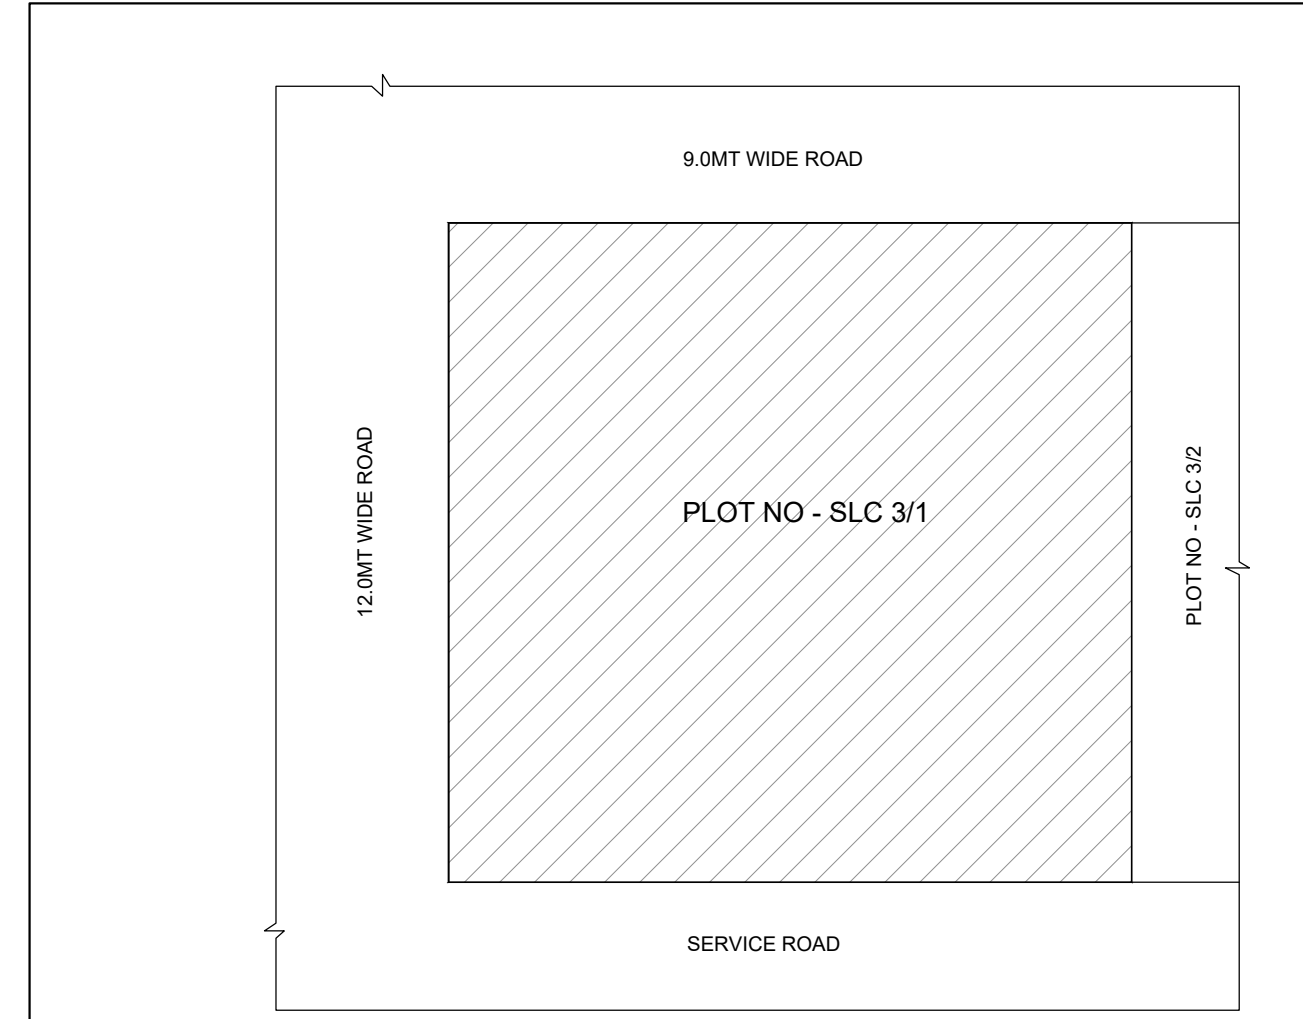 9.0MT WIDE ROAD
12.0MT WIDE ROAD
PLOT NO - SLC 3/1
PLOT NO - SLC 3/2
SERVICE ROAD